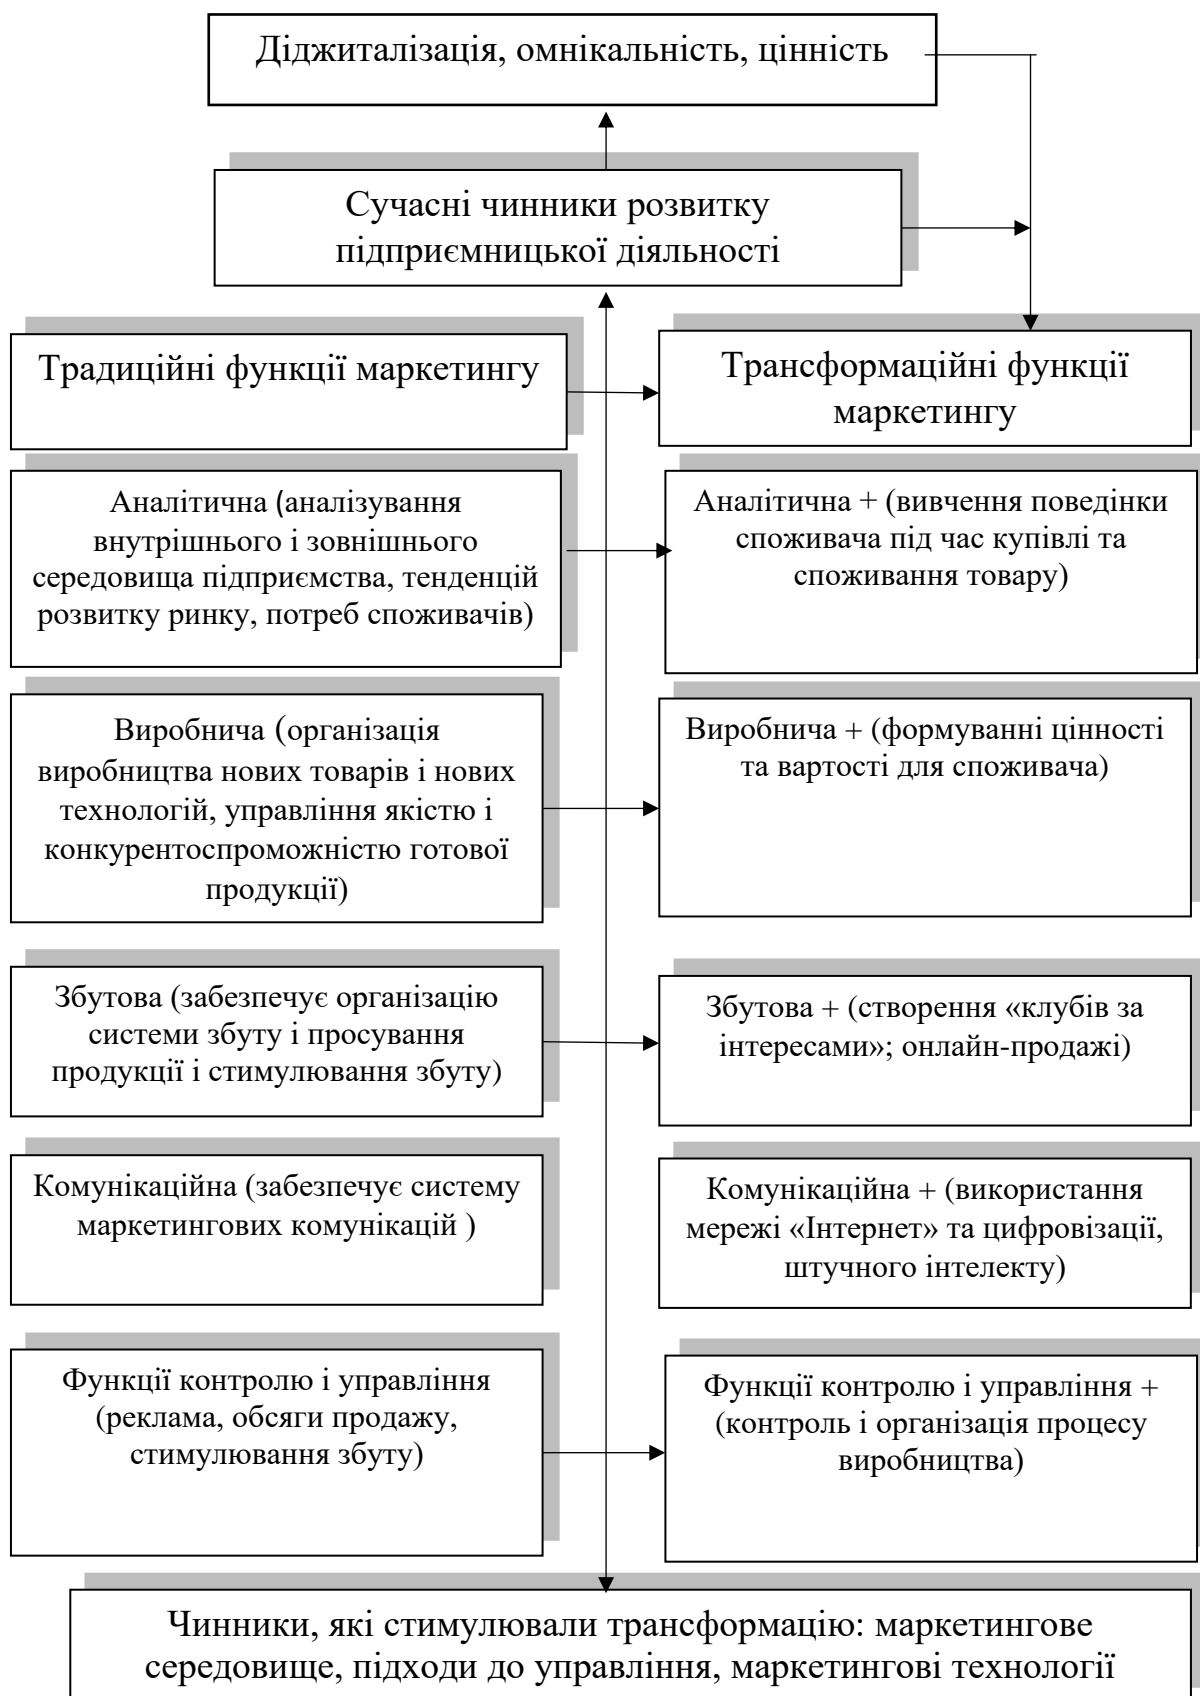 Діджиталізація, омнікальність, цінність
Сучасні чинники розвитку
підприємницької діяльності
Традиційні функції маркетингу
Трансформаційні функції
маркетингу
Аналітична (аналізування
внутрішнього і зовнішнього
середовища підприємства, тенденцій
розвитку ринку, потреб споживачів)
Аналітична + (вивчення поведінки
споживача під час купівлі та
споживання товару)
Виробнича (організація
виробництва нових товарів і нових
технологій, управління якістю і
конкурентоспроможністю готової
продукції)
Виробнича + (формуванні цінності
та вартості для споживача)
Збутова (забезпечує організацію
системи збуту і просування
продукції і стимулювання збуту)
Збутова + (створення «клубів за
інтересами»; онлайн-продажі)
Комунікаційна (забезпечує систему
маркетингових комунікацій )
Комунікаційна + (використання
мережі «Інтернет» та цифровізації,
штучного інтелекту)
Функції контролю і управління
(реклама, обсяги продажу,
стимулювання збуту)
Функції контролю і управління +
(контроль і організація процесу
виробництва)
Чинники, які стимулювали трансформацію: маркетингове
середовище, підходи до управління, маркетингові технології